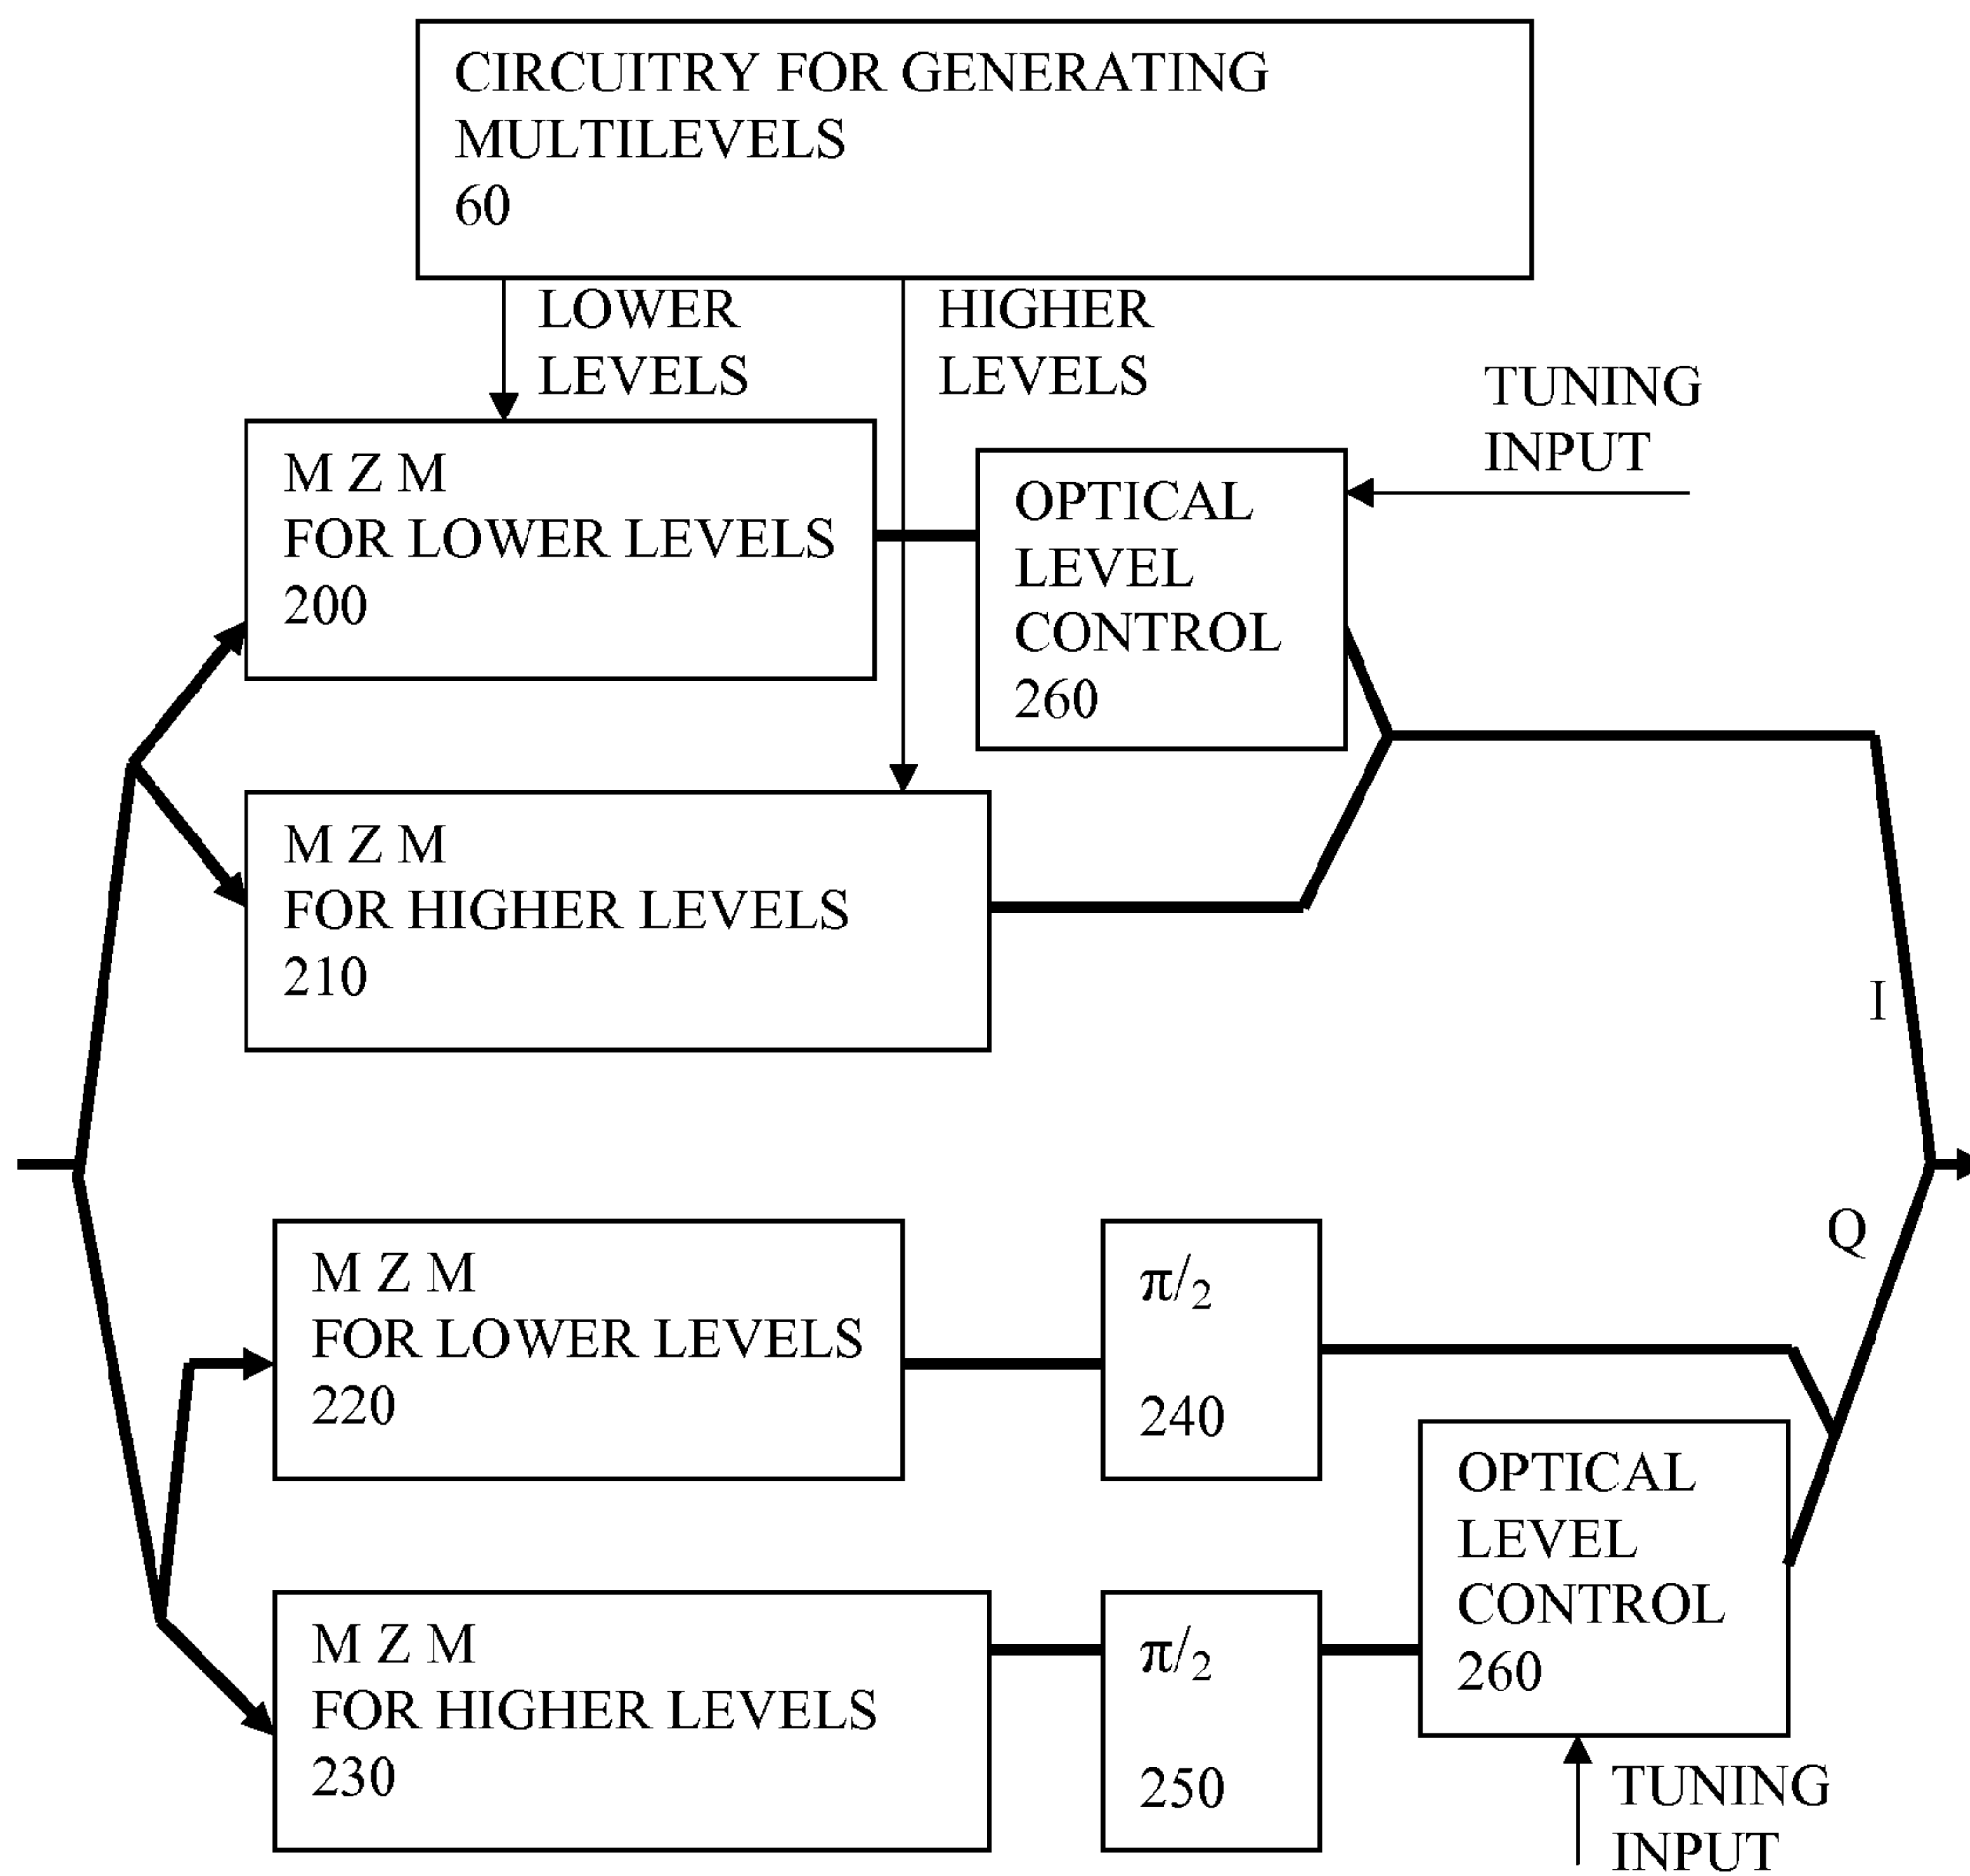 CIRCUITRY FOR GENERATING
MULTILEVELS
60
LOWER
LEVELS
HIGHER
LEVELS
TUNING
INPUT
M Z M
FOR LOWER LEVELS
200
OPTICAL
LEVEL
CONTROL
260
M Z M
FOR HIGHER LEVELS
210
I
Q
M Z M
FOR LOWER LEVELS
220
π/2
240
OPTICAL
LEVEL
CONTROL
260
M Z M
FOR HIGHER LEVELS
230
π/2
250
TUNING
INPUT